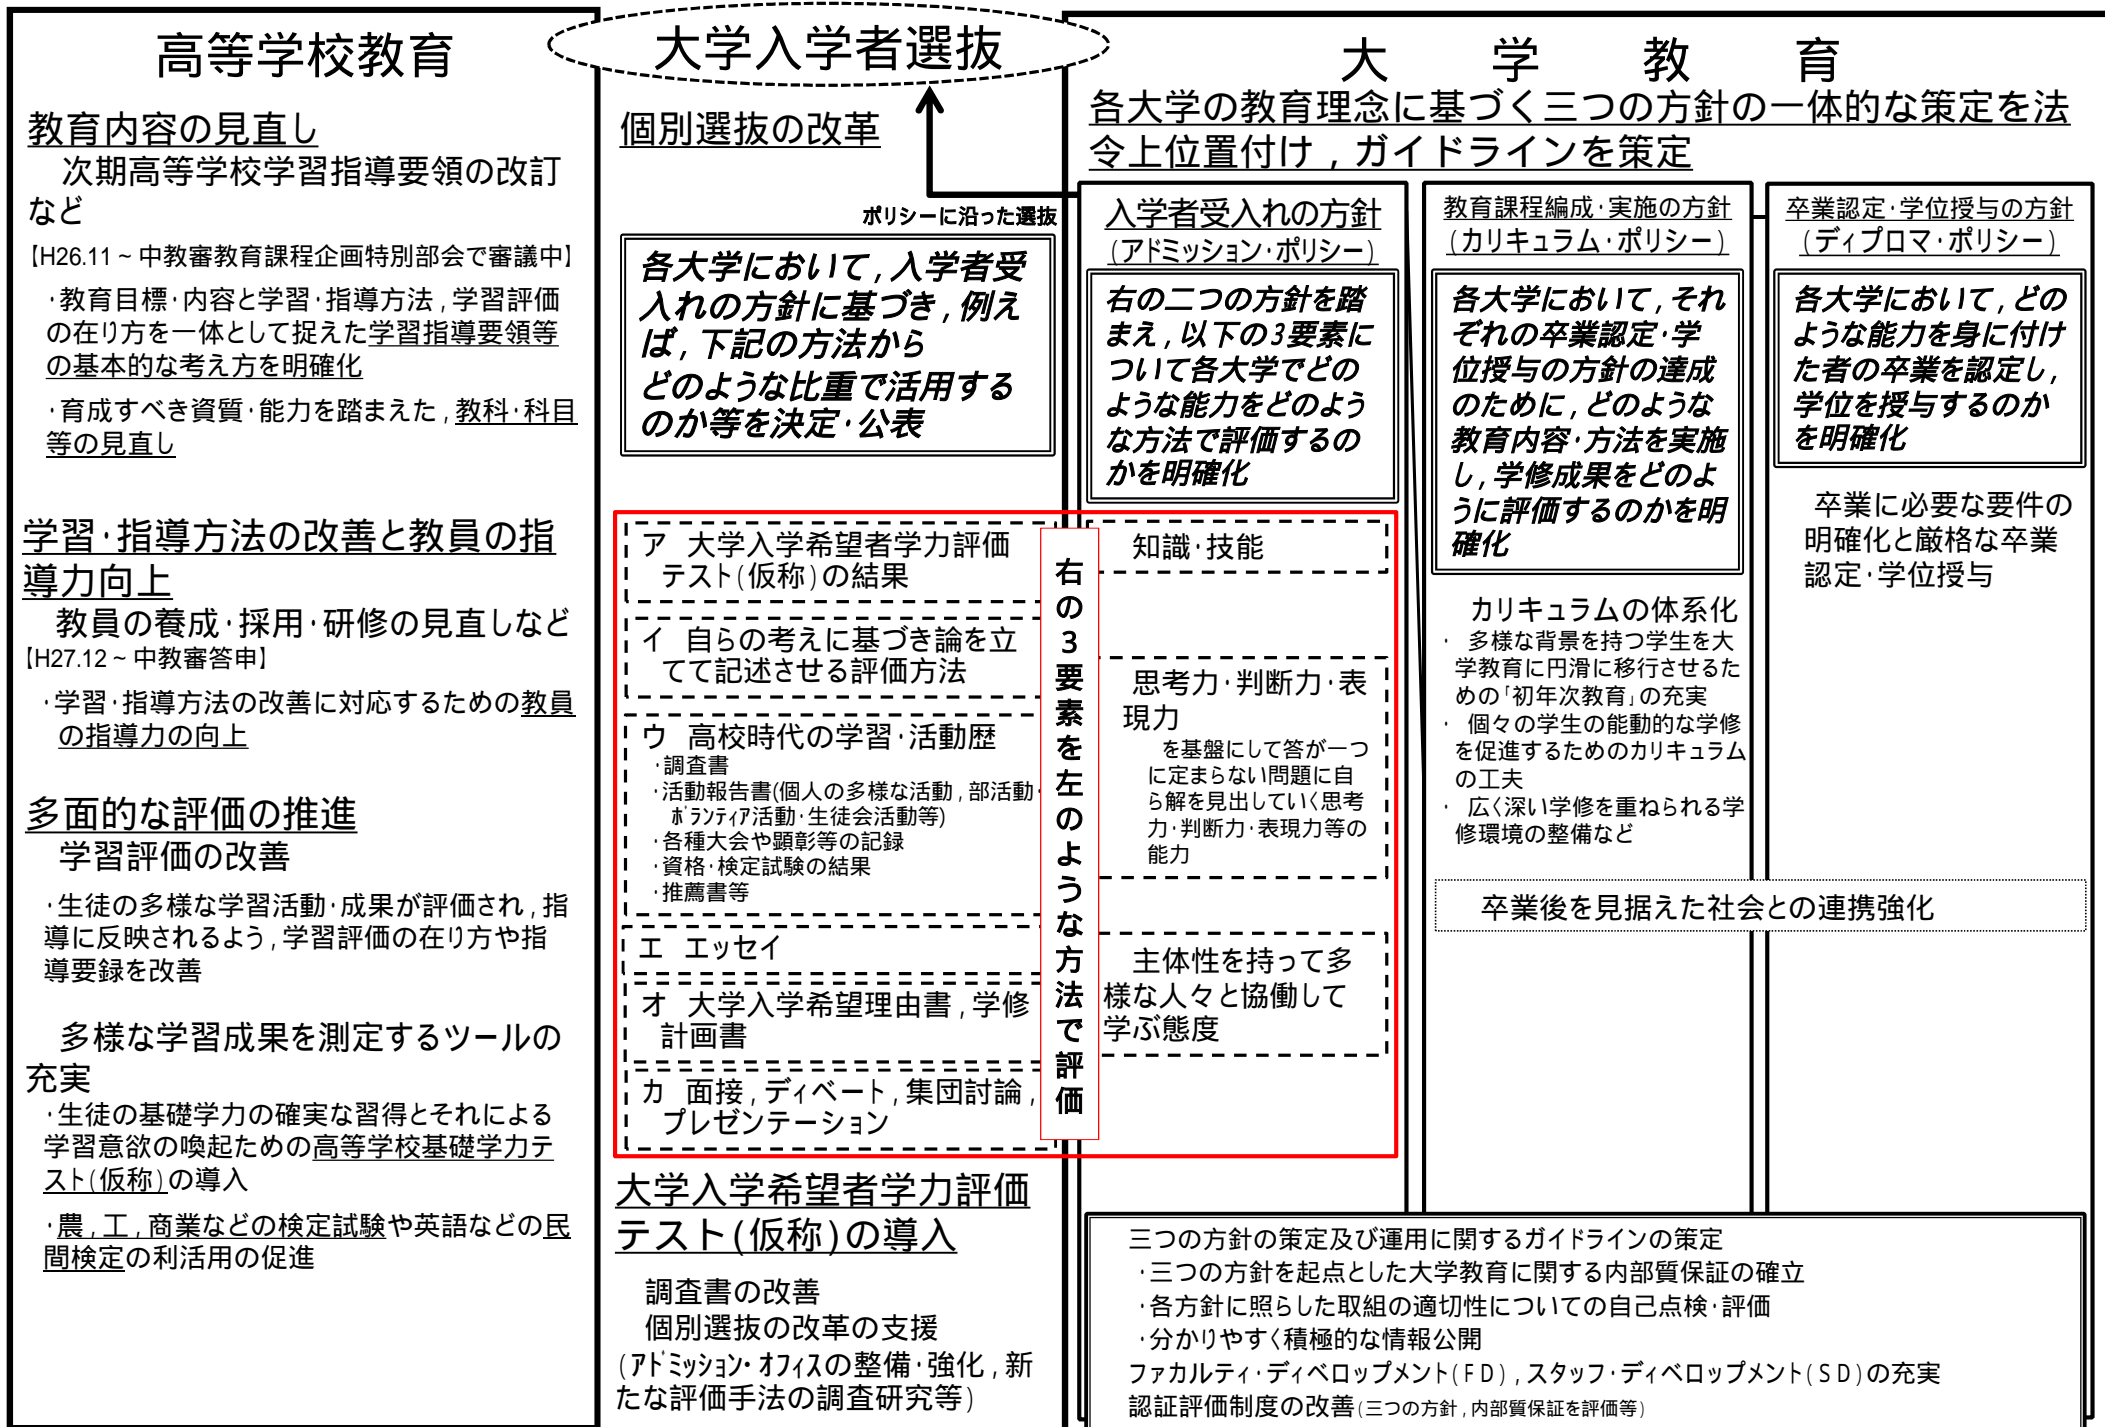 高等学校教育
教育内容の見直し
次期高等学校学習指導要領の改訂
など
【H26.11～中教審教育課程企画特別部会で審議中】
・教育目標・内容と学習・指導方法，学習評価
の在り方を一体として捉えた学習指導要領等
の基本的な考え方を明確化
・育成すべき資質・能力を踏まえた，教科・科目
等の見直し
学習・指導方法の改善と教員の指
導力向上
教員の養成・採用・研修の見直しなど
【H27.12～中教審答申】
・学習・指導方法の改善に対応するための教員
の指導力の向上
多面的な評価の推進
学習評価の改善
・生徒の多様な学習活動・成果が評価され，指
導に反映されるよう，学習評価の在り方や指
導要録を改善
多様な学習成果を測定するツールの
充実
・生徒の基礎学力の確実な習得とそれによる
学習意欲の喚起ための高等学校基礎学力テ
スト（仮称）の導入
・農，工，商業などの検定試験や英語などの民
間検定の利活用の促進
大学入学者選抜
個別選抜の改革
ポリシーに沿った選抜
各大学において，入学者受
入れの方針に基づき，例え
ば，下記の方法から
どのような比重で活用する
のか等を決定・公表
ア 大学入学希望者学力評価
テスト（仮称）の結果
イ 自らの考えに基づき論を立
てて記述させる評価方法
ウ 高校時代の学習・活動歴
・調査書
・活動報告書(個人の多様な活動，部活動・
ボランティア活動・生徒会活動等)
・各種大会や顕彰等の記録
・資格・検定試験の結果
・推薦書等
エ エッセイ
オ 大学入学希望理由書，学修
計画書
カ 面接，ディベート，集団討論，
プレゼンテーション
右の３要素を左のような方法で評価
大学入学希望者学力評価
テスト（仮称）の導入
調査書の改善
個別選抜の改革の支援
（アドミッション・オフィスの整備・強化，新
たな評価手法の調査研究等）
大学教育
各大学の教育理念に基づく三つの方針の一体的な策定を法
令上位置付け，ガイドラインを策定
入学者受入れの方針
（アドミッション・ポリシー）
右の二つの方針を踏
まえ，以下の3要素に
ついて各大学でどの
ような能力をどのよう
な方法で評価するの
かを明確化
知識・技能
思考力・判断力・表
現力
を基盤にして答が一つ
に定まらない問題に自
ら解を見出していく思考
力・判断力・表現力等の
能力
主体性を持って多
様な人々と協働して
学ぶ態度
教育課程編成・実施の方針
（カリキュラム・ポリシー）
各大学において，それ
ぞれの卒業認定・学
位授与の方針の達成
のために，どのような
教育内容・方法を実施
し，学修成果をどのよ
うに評価するのかを明
確化
カリキュラムの体系化
・ 多様な背景を持つ学生を大
学教育に円滑に移行させるた
めの「初年次教育」の充実
・ 個々の学生の能動的な学修
を促進するためのカリキュラム
の工夫
・ 広く深い学修を重ねられる学
修環境の整備など
卒業認定・学位授与の方針
（ディプロマ・ポリシー）
各大学において，どの
ような能力を身に付け
た者の卒業を認定し，
学位を授与するのか
を明確化
卒業に必要な要件の
明確化と厳格な卒業
認定・学位授与
卒業後を見据えた社会との連携強化
三つの方針の策定及び運用に関するガイドラインの策定
・三つの方針を起点とした大学教育に関する内部質保証の確立
・各方針に照らした取組の適切性についての自己点検・評価
・分かりやすく積極的な情報公開
ファカルティ・ディベロップメント（ＦＤ），スタッフ・ディベロップメント（ＳＤ）の充実
認証評価制度の改善（三つの方針，内部質保証を評価等）